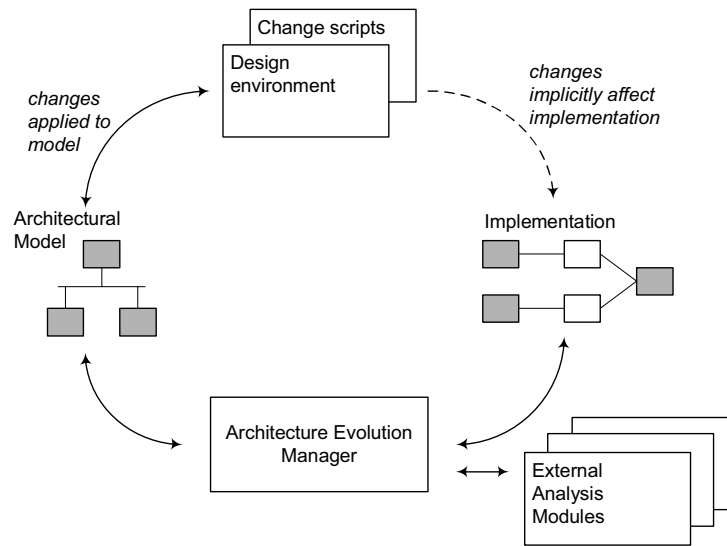 Change scripts
Design
environment
changes
applied to
model
changes
implicitly affect
implementation
Architectural
Model
Implementation
Architecture Evolution
Manager
External
Analysis
Modules